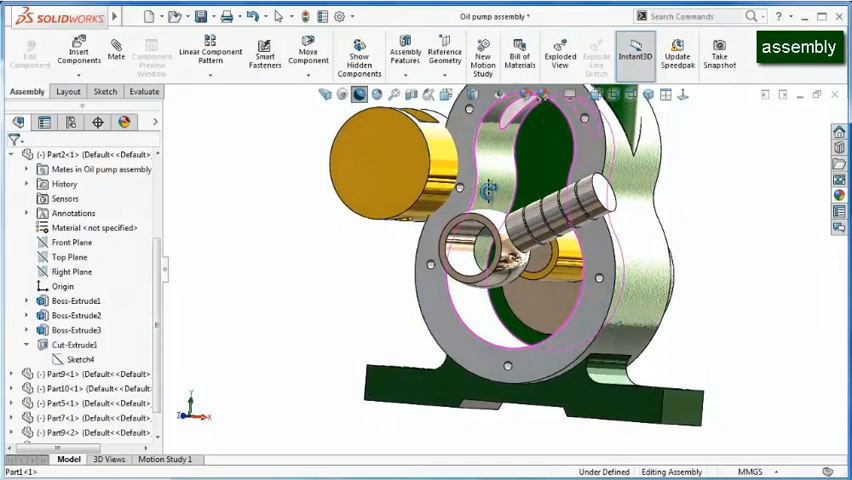 SOLIDWORKS
Oil pump assembly *
Search Commands
?
assembly
Edit
Component
Insert
Components
Mate
Component
Preview
Window
Linear Component
Pattern
Smart
Fasteners
Move
Component
Show
Hidden
Components
Assembly
Features
Reference
Geometry
New
Motion
Study
Bill of
Materials
Exploded
View
Explode
Line
Sketch
Instant3D
Update
Speedpak
Take
Snapshot
Assembly
Layout
Sketch
Evaluate
Part2<1> (Default<<Default)
Mates in Oil pump assembly
History
Sensors
Annotations
Material <not specified>
Front Plane
Top Plane
Right Plane
Origin
Boss-Extrude1
Boss-Extrude2
Boss-Extrude3
Cut-Extrude1
Sketch4
Part9<1> (Default<<Default)
Part10<1> (Default<<Default)
Part5<1> (Default<<Default)
Part7<1> (Default<<Default)
Part9<2> (Default<<Default)
Y
Z
X
Model
3D Views
Motion Study 1
Part1<1>
Under Defined
Editing Assembly
MMGS